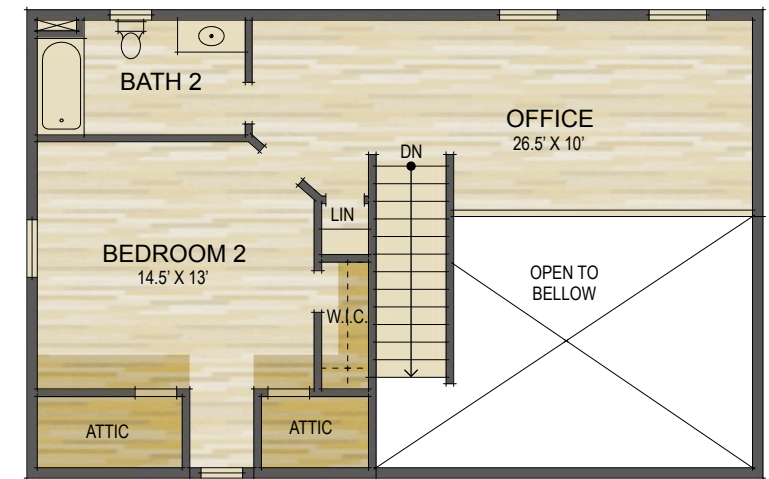 BATH 2
OFFICE
26.5' X 10'
DN
LIN
BEDROOM 2
14.5' X 13'
OPEN TO
BELLOW
W.I.C.
ATTIC
ATTIC